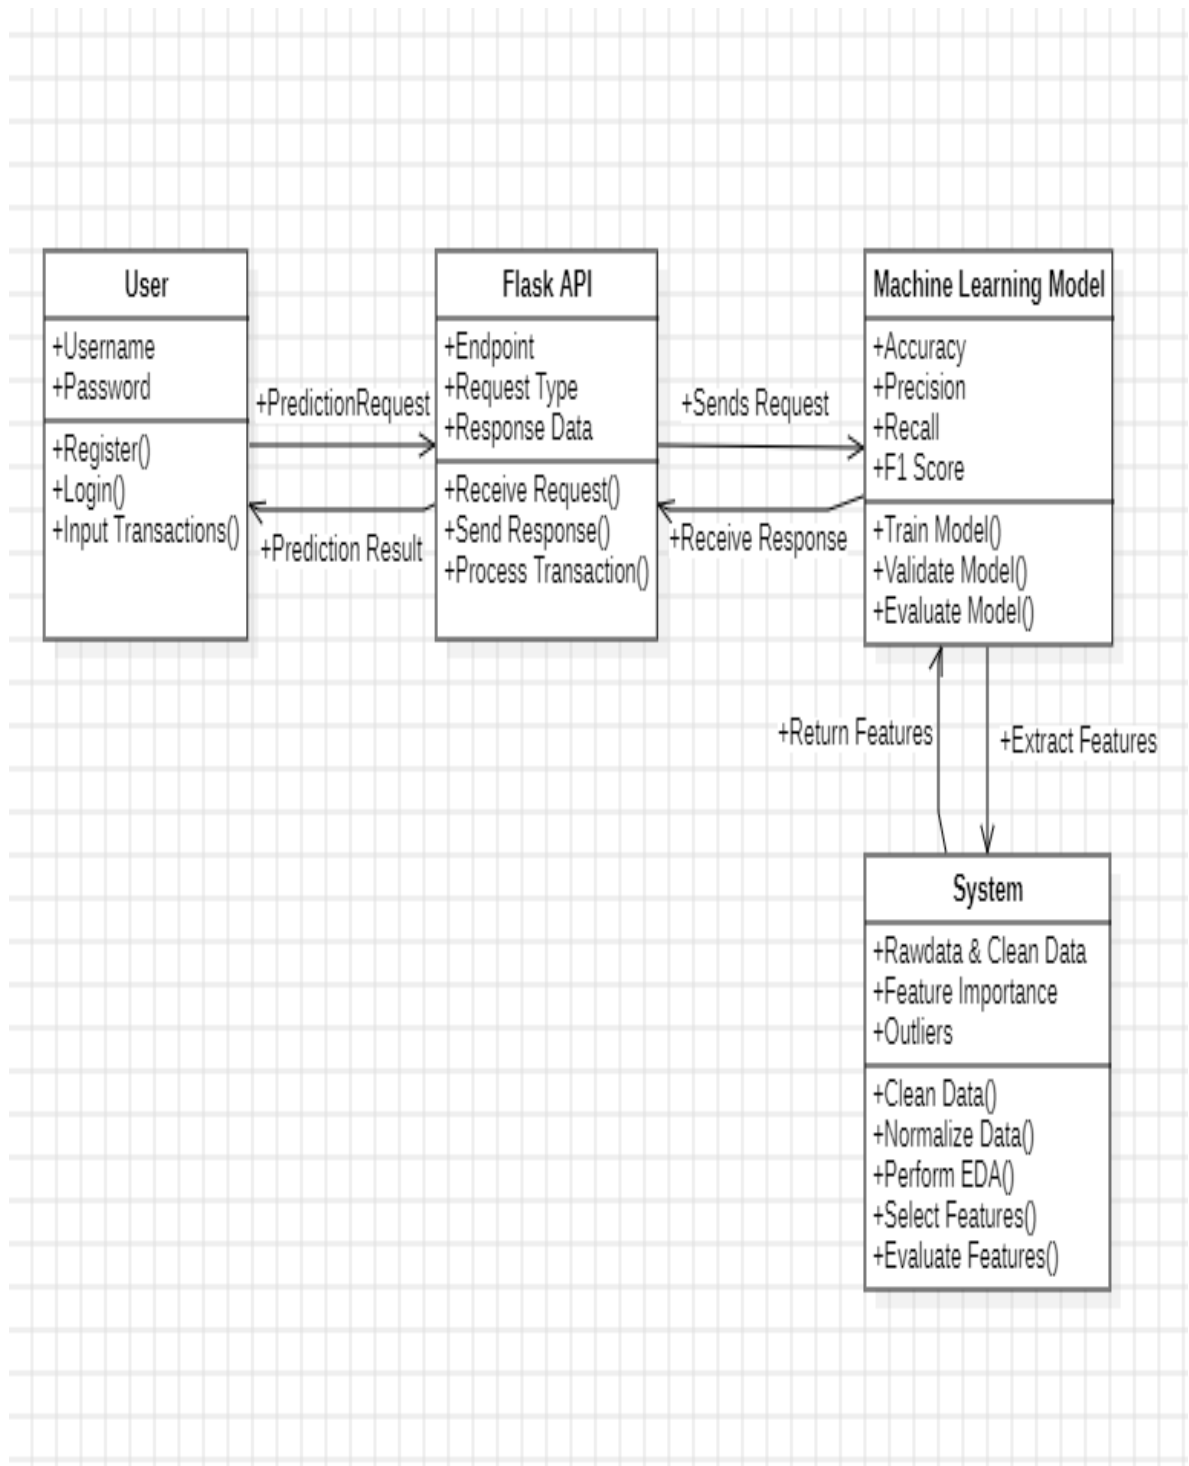 User
+Username
+Password
+Register()
+Login()
+Input Transactions()
+PredictionRequest
+Prediction Result
Flask API
+Endpoint
+Request Type
+Response Data
+Receive Request()
+Send Response()
+Process Transaction()
+Sends Request
+Receive Response
Machine Learning Model
+Accuracy
+Precision
+Recall
+F1 Score
+Train Model()
+Validate Model()
+Evaluate Model()
+Return Features
+Extract Features
System
+Rawdata & Clean Data
+Feature Importance
+Outliers
+Clean Data()
+Normalize Data()
+Perform EDA()
+Select Features()
+Evaluate Features()